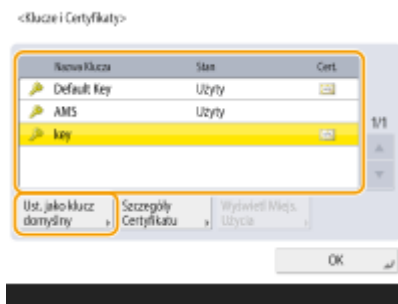 <Klucze i Certyfikaty>
Nazwa Klucza Stan Cert.
Default Key Użyty
AMS Użyty
key
1/1
Ust. jako klucz domyślny
Szczegóły Certyfikatu
Wyświetl Miejs. Użycia
OK